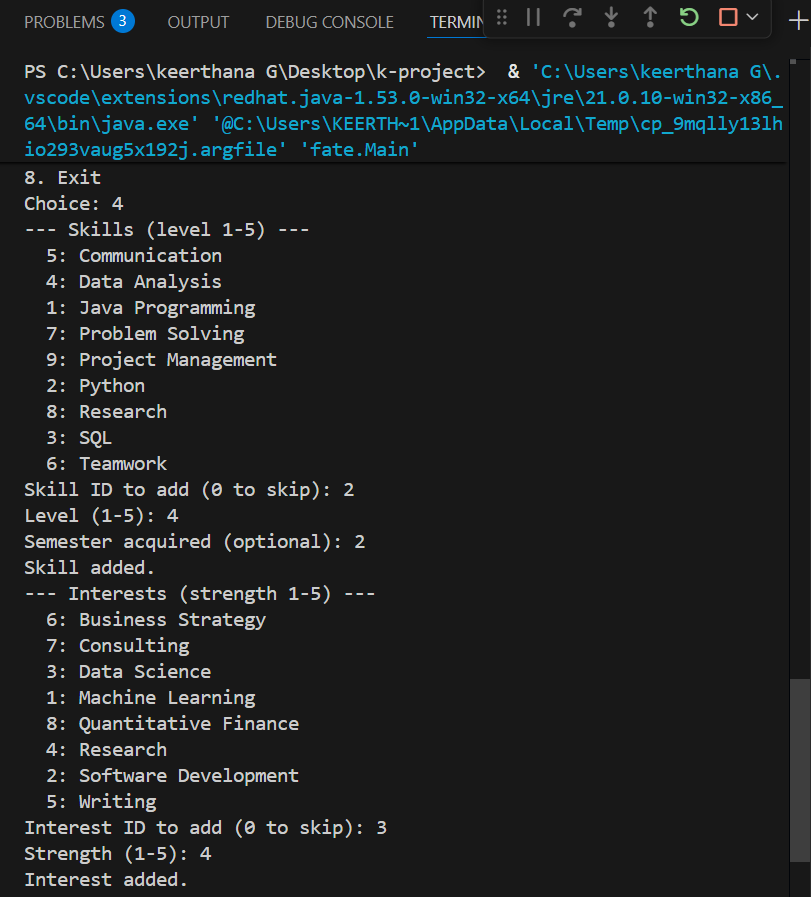 PROBLEMS 3 OUTPUT DEBUG CONSOLE TERMIN
PS C:\Users\keerthana G\Desktop\k-project>  & 'C:\Users\keerthana G\.
vscode\extensions\redhat.java-1.53.0-win32-x64\jre\21.0.10-win32-x86_
64\bin\java.exe' '@C:\Users\KEERTH~1\AppData\Local\Temp\cp_9mqlly13lh
io293vaug5x192j.argfile' 'fate.Main'
8. Exit
Choice: 4
--- Skills (level 1-5) ---
  5: Communication
  4: Data Analysis
  1: Java Programming
  7: Problem Solving
  9: Project Management
  2: Python
  8: Research
  3: SQL
  6: Teamwork
Skill ID to add (0 to skip): 2
Level (1-5): 4
Semester acquired (optional): 2
Skill added.
--- Interests (strength 1-5) ---
  6: Business Strategy
  7: Consulting
  3: Data Science
  1: Machine Learning
  8: Quantitative Finance
  4: Research
  2: Software Development
  5: Writing
Interest ID to add (0 to skip): 3
Strength (1-5): 4
Interest added.